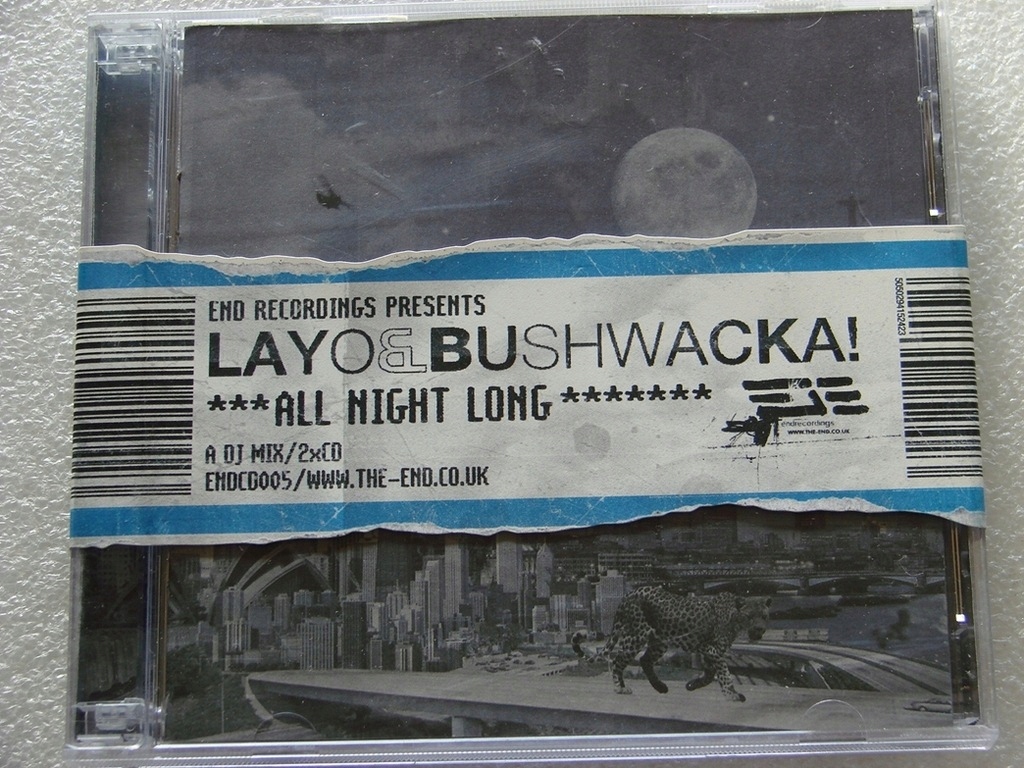 END RECORDINGS PRESENTS
LAYO&BUSHWACKA!
***ALL NIGHT LONG*******
A DJ MIX/2xCD
ENDCD005/WWW.THE-END.CO.UK
endrecordings
WWW.THE-END.CO.UK
5050294152423